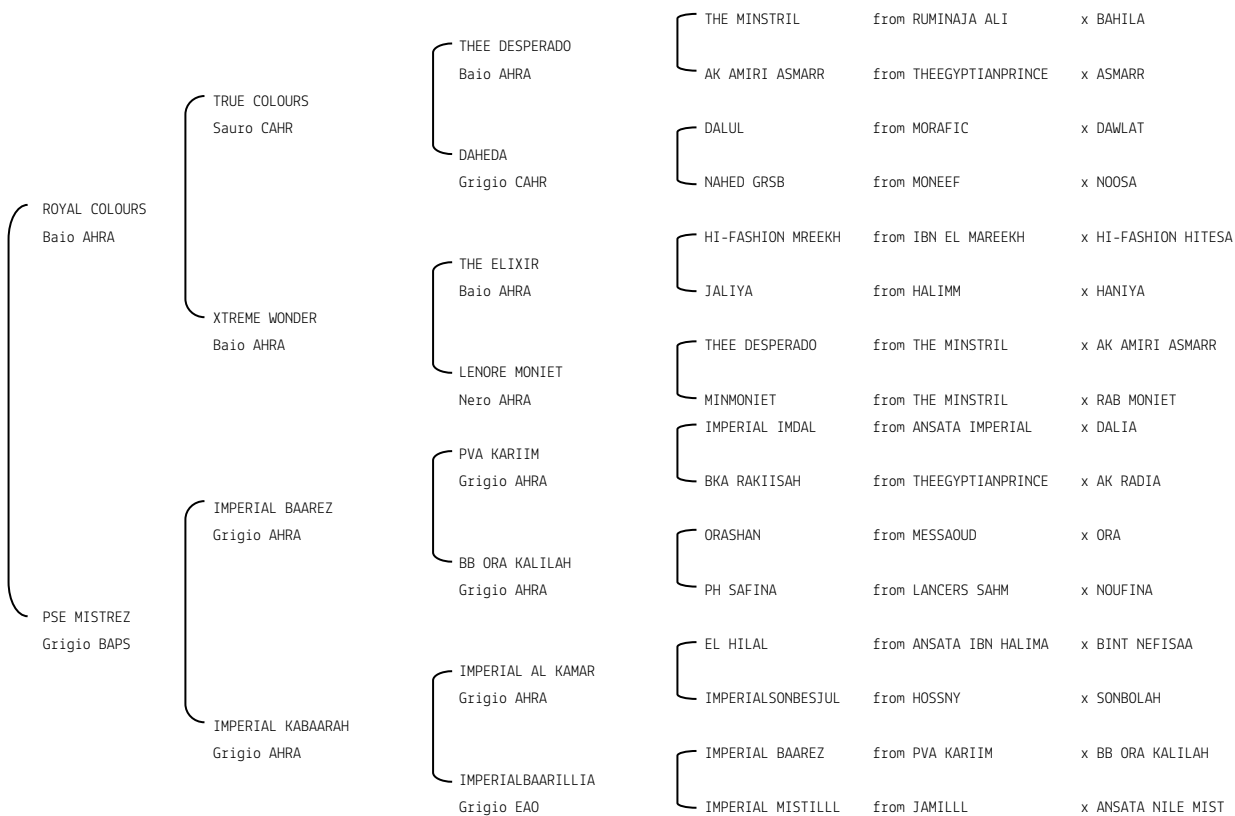 THE MINSTRIL from RUMINAJA ALI x BAHILA
THEE DESPERADO
Baio AHRA
AK AMIRI ASMARR from THEEGYPTIANPRINCE x ASMARR
TRUE COLOURS
Sauro CAHR
DALUL from MORAFIC x DAWLAT
DAHEDA
Grigio CAHR
NAHED GRSB from MONEEF x NOOSA
ROYAL COLOURS
Baio AHRA
HI-FASHION MREEKH from IBN EL MAREEKH x HI-FASHION HITESA
THE ELIXIR
Baio AHRA
JALIYA from HALIMM x HANIYA
XTREME WONDER
Baio AHRA
THEE DESPERADO from THE MINSTRIL x AK AMIRI ASMARR
LENORE MONIET
Nero AHRA
MINMONIET from THE MINSTRIL x RAB MONIET
IMPERIAL IMDAL from ANSATA IMPERIAL x DALIA
PVA KARIIM
Grigio AHRA
BKA RAKIISAH from THEEGYPTIANPRINCE x AK RADIA
IMPERIAL BAAREZ
Grigio AHRA
ORASHAN from MESSAOUD x ORA
BB ORA KALILAH
Grigio AHRA
PH SAFINA from LANCERS SAHM x NOUFINA
PSE MISTREZ
Grigio BAPS
EL HILAL from ANSATA IBN HALIMA x BINT NEFISAA
IMPERIAL AL KAMAR
Grigio AHRA
IMPERIALSONBESJUL from HOSSNY x SONBOLAH
IMPERIAL KABAARAH
Grigio AHRA
IMPERIAL BAAREZ from PVA KARIIM x BB ORA KALILAH
IMPERIALBAARILLIA
Grigio EAO
IMPERIAL MISTILLL from JAMILLL x ANSATA NILE MIST